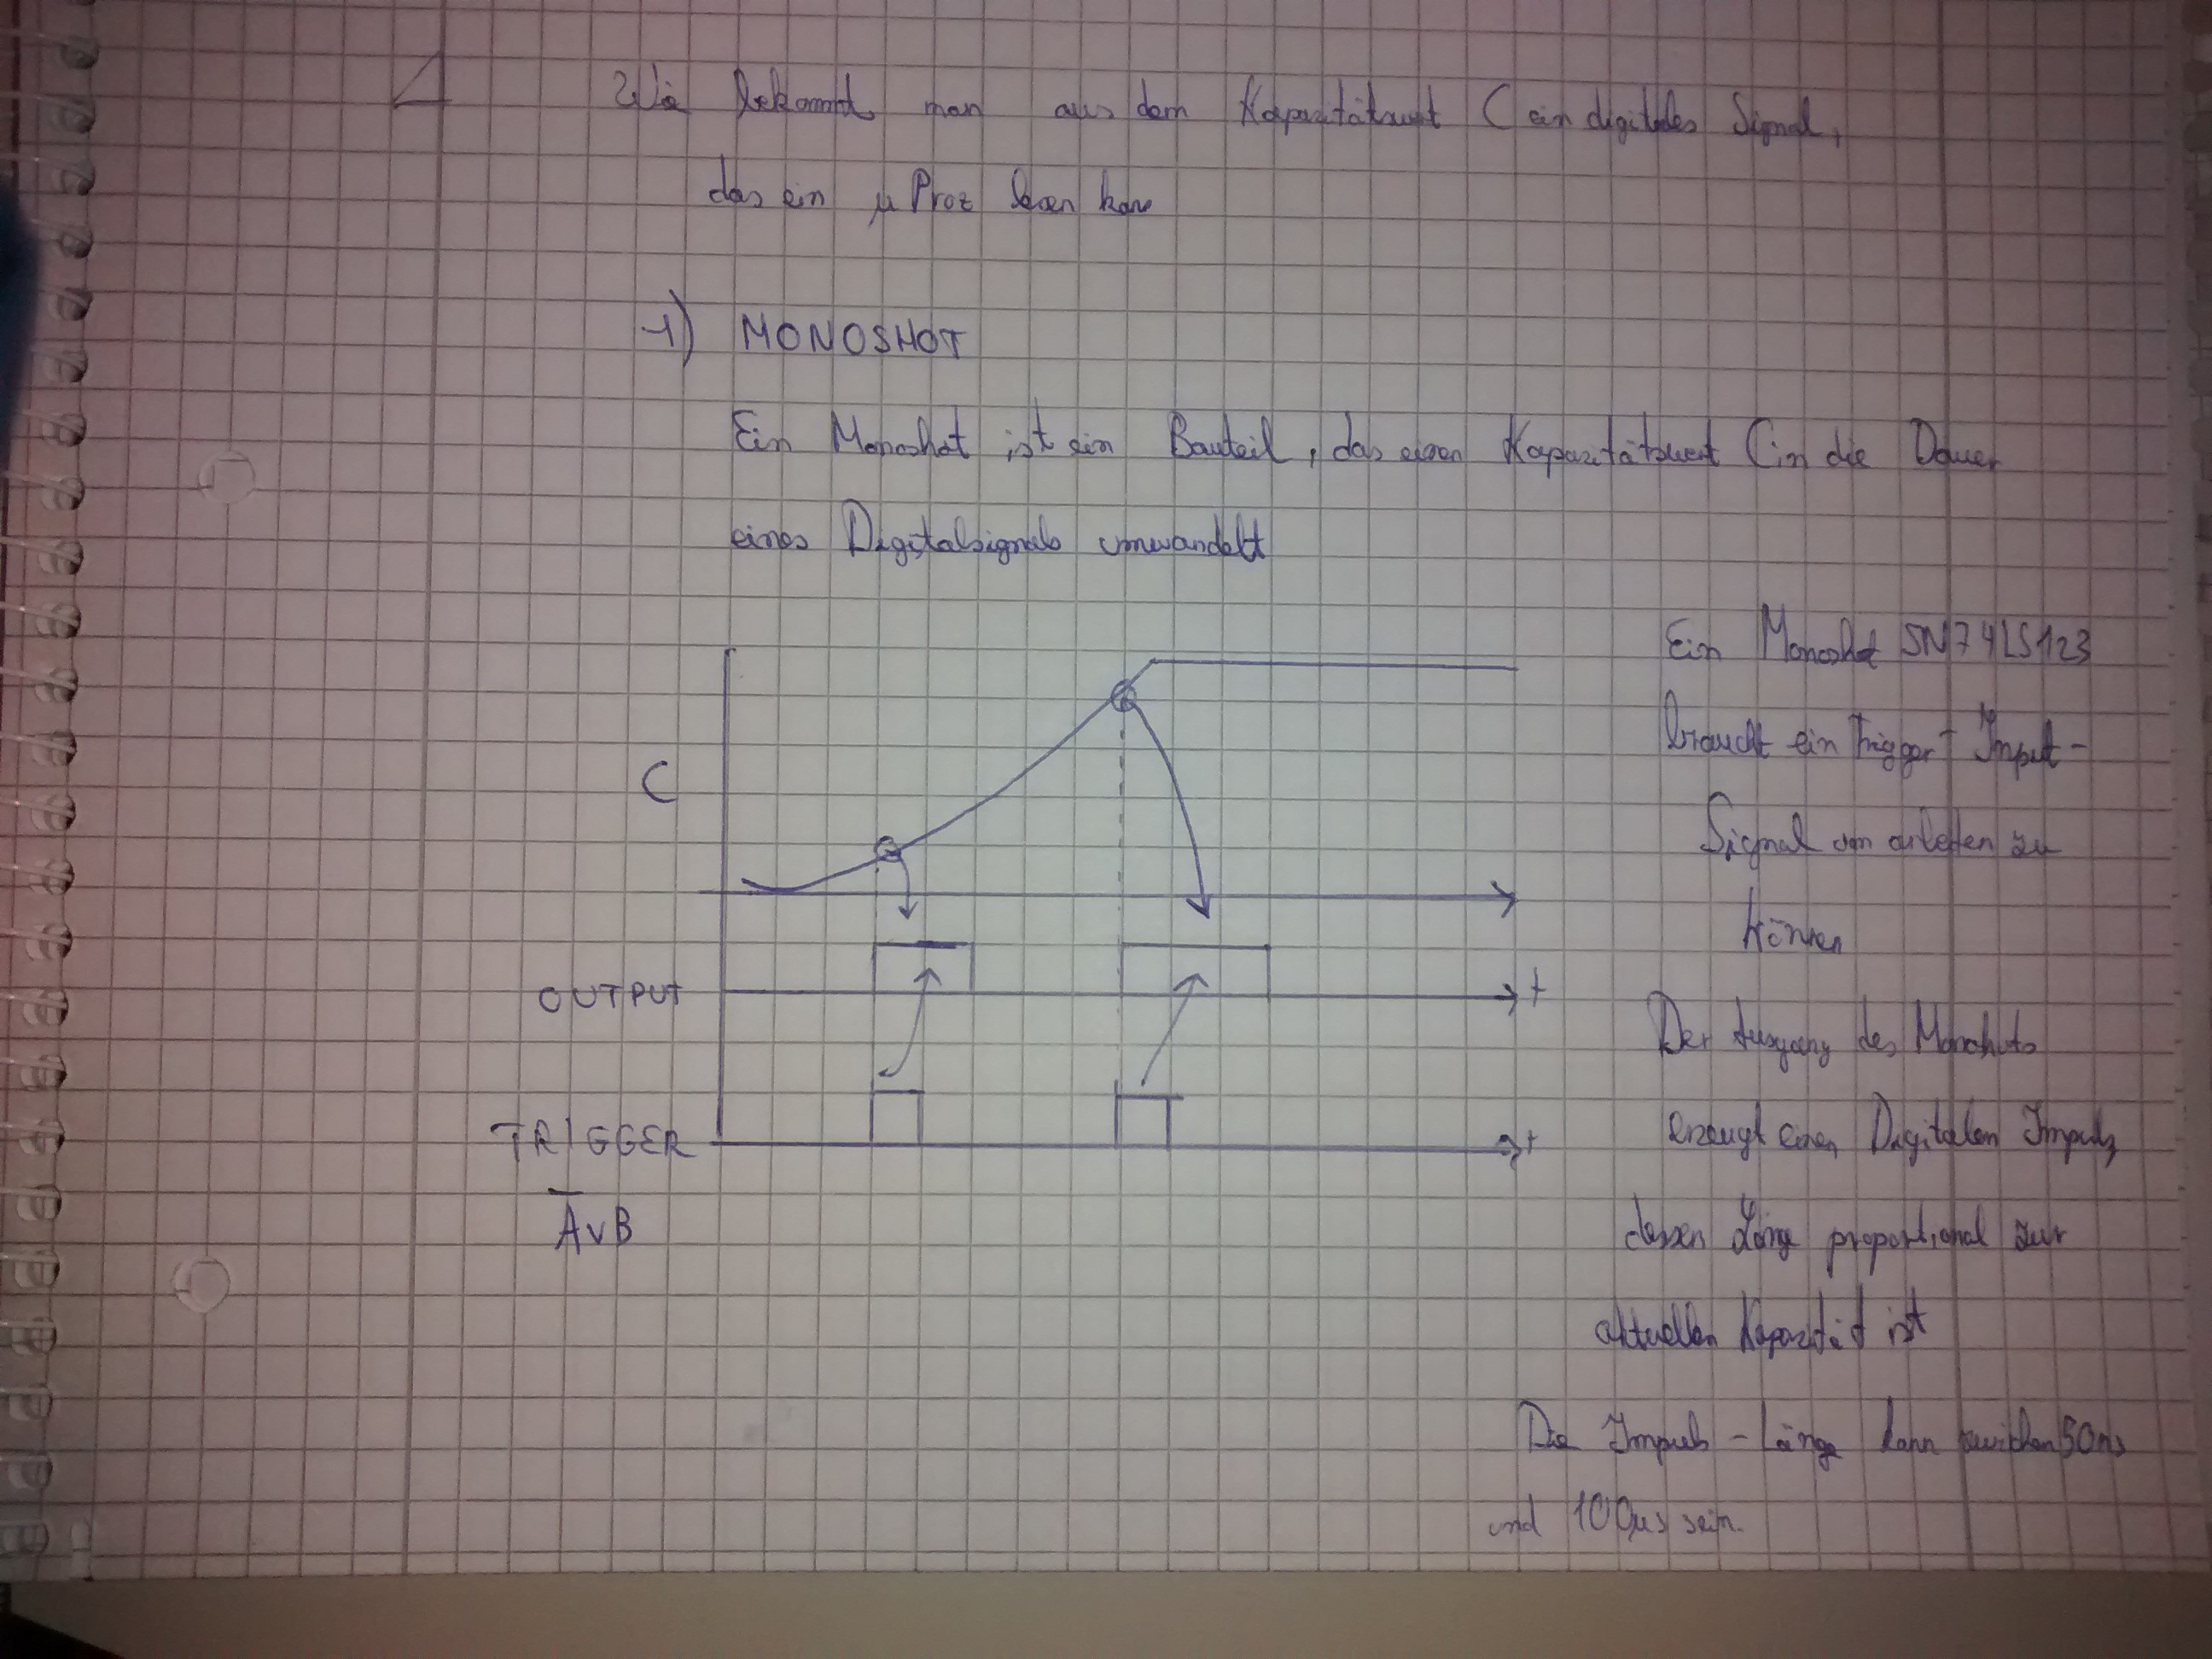 4 Wie bekommt man aus dem Kapazitätswert C ein digitales Signal,
das ein µProz lesen kann
1) MONOSHOT
Ein Monoshot ist ein Bauteil, das einen Kapazitätswert C in die Dauer
eines Digitalsignals umwandelt
Ein Monoshot SN74LS123
braucht ein Trigger-Input-
Signal um arbeiten zu
können
C
OUTPUT t
Der Ausgang des Monoshots
erzeugt einen Digitalen Impuls,
dessen Länge proportional zur
aktuellen Kapazität ist
TRIGGER t
A̅vB
Die Impuls-Länge kann zwischen 50ns
und 100µs sein.